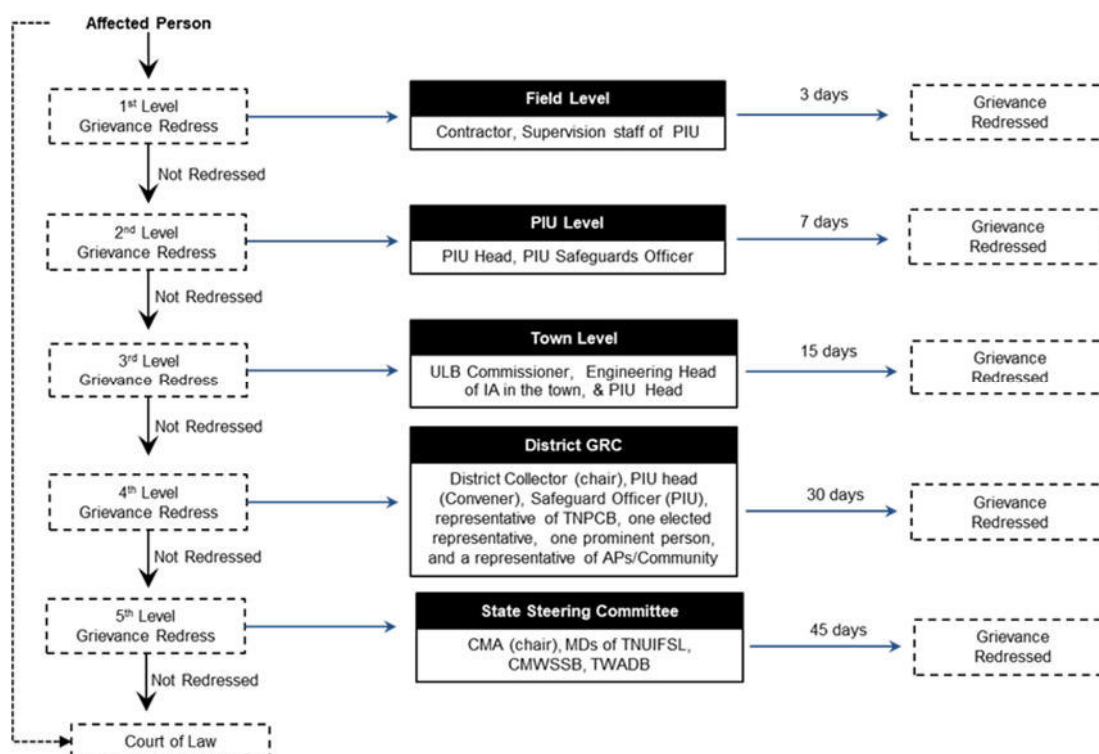 Affected Person
1st Level
Grievance Redress
Field Level
Contractor, Supervision staff of PIU
3 days
Grievance
Redressed
Not Redressed
2nd Level
Grievance Redress
PIU Level
PIU Head, PIU Safeguards Officer
7 days
Grievance
Redressed
Not Redressed
3rd Level
Grievance Redress
Town Level
ULB Commissioner, Engineering Head
of IA in the town, & PIU Head
15 days
Grievance
Redressed
Not Redressed
4th Level
Grievance Redress
District GRC
District Collector (chair), PIU head
(Convener), Safeguard Officer (PIU),
representative of TNPCB, one elected
representative, one prominent person,
and a representative of APs/Community
30 days
Grievance
Redressed
Not Redressed
5th Level
Grievance Redress
State Steering Committee
CMA (chair), MDs of TNUIFSL,
CMWSSB, TWADB
45 days
Grievance
Redressed
Not Redressed
Court of Law